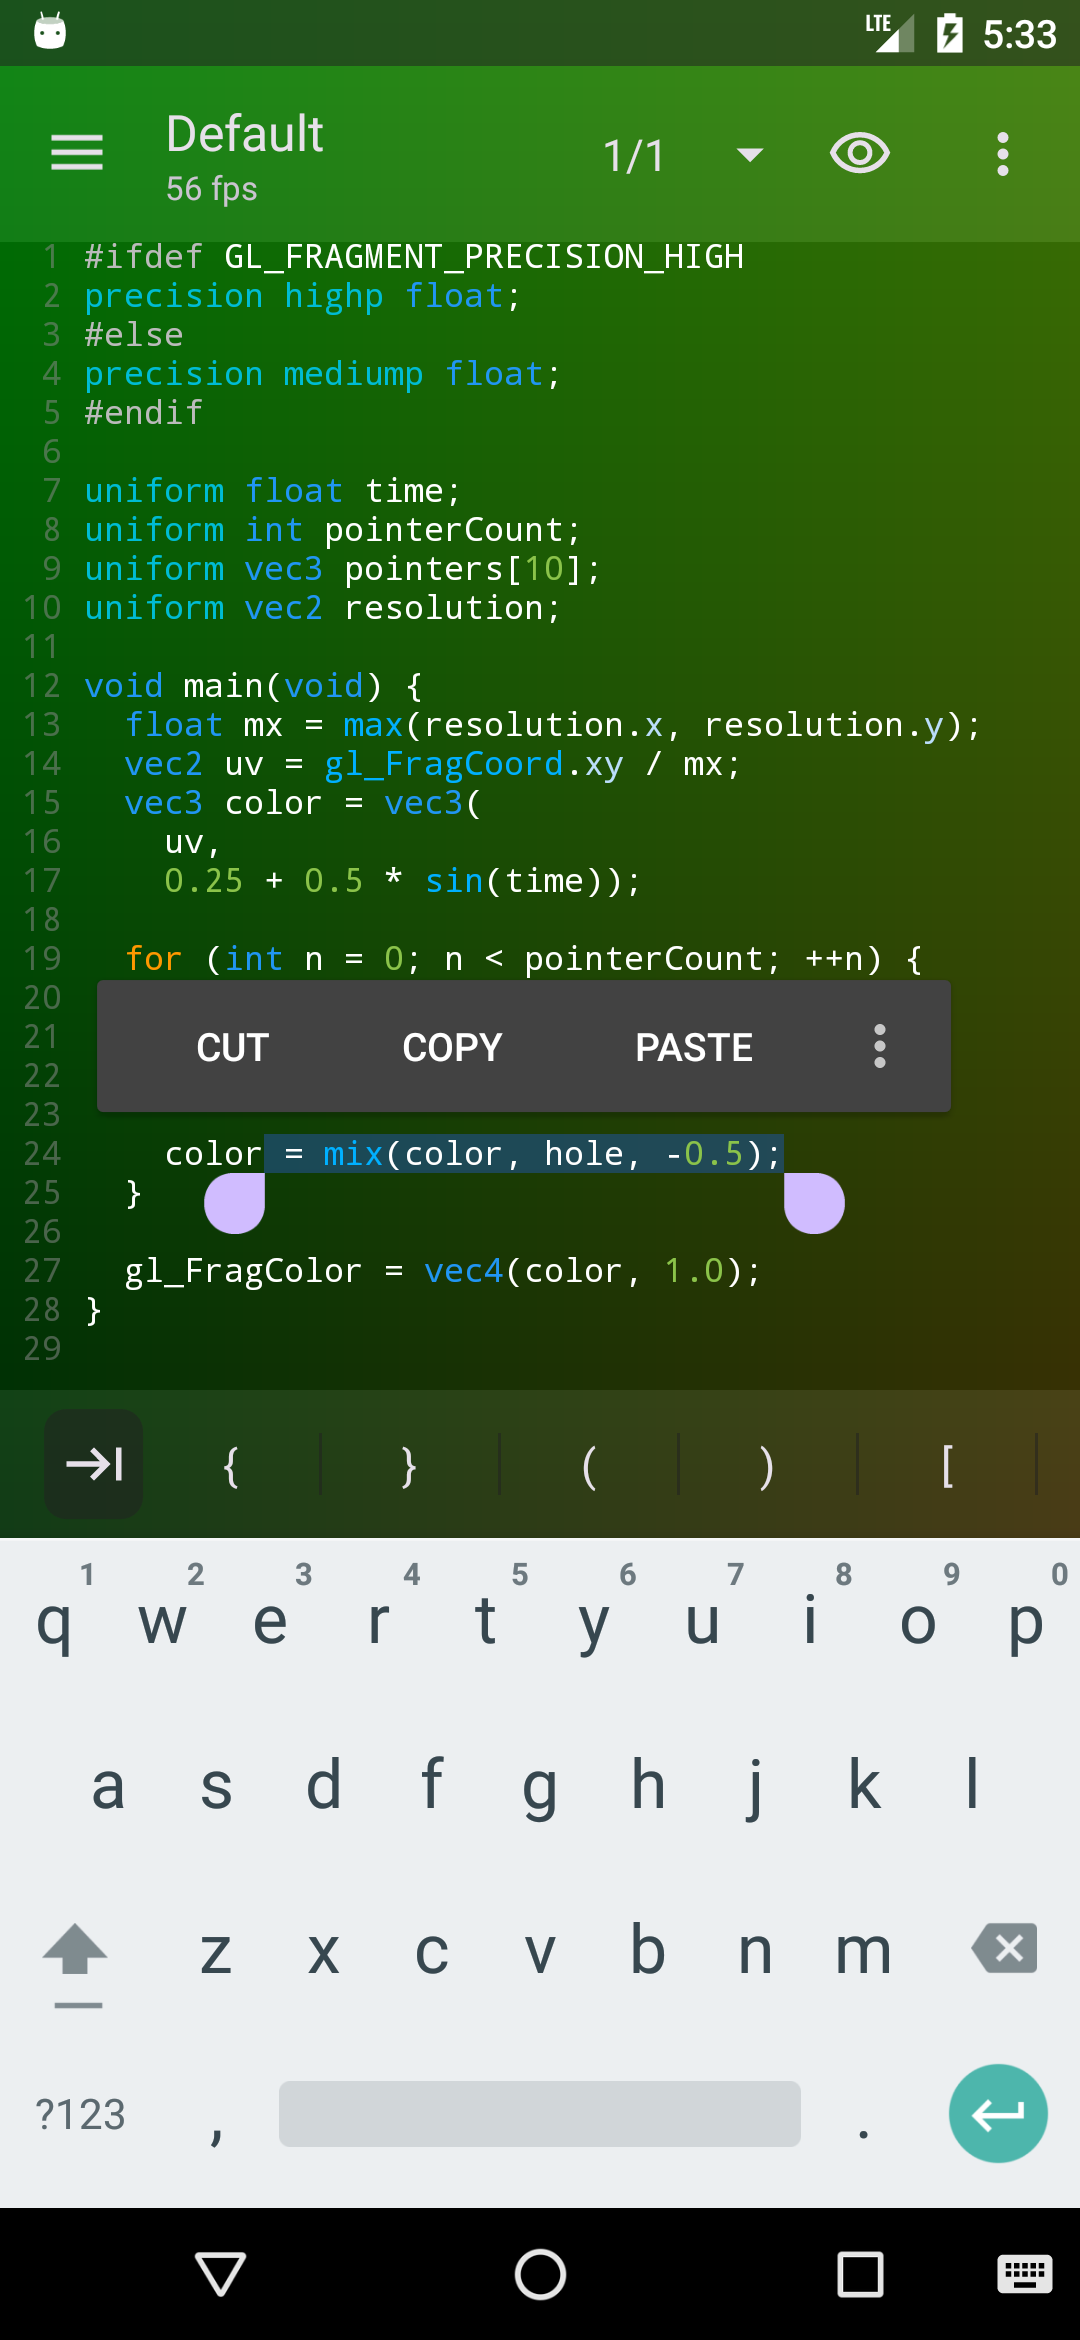 LTE 5:33
Default 1/1
56 fps
1 #ifdef GL_FRAGMENT_PRECISION_HIGH
2 precision highp float;
3 #else
4 precision mediump float;
5 #endif
6
7 uniform float time;
8 uniform int pointerCount;
9 uniform vec3 pointers[10];
10 uniform vec2 resolution;
11
12 void main(void) {
13   float mx = max(resolution.x, resolution.y);
14   vec2 uv = gl_FragCoord.xy / mx;
15   vec3 color = vec3(
16     uv,
17     0.25 + 0.5 * sin(time));
18
19   for (int n = 0; n < pointerCount; ++n) {
20
21 CUT COPY PASTE
22
23
24     color = mix(color, hole, -0.5);
25   }
26
27   gl_FragColor = vec4(color, 1.0);
28 }
29
{ } ( ) [
1 2 3 4 5 6 7 8 9 0
q w e r t y u i o p
a s d f g h j k l
z x c v b n m
?123 , .